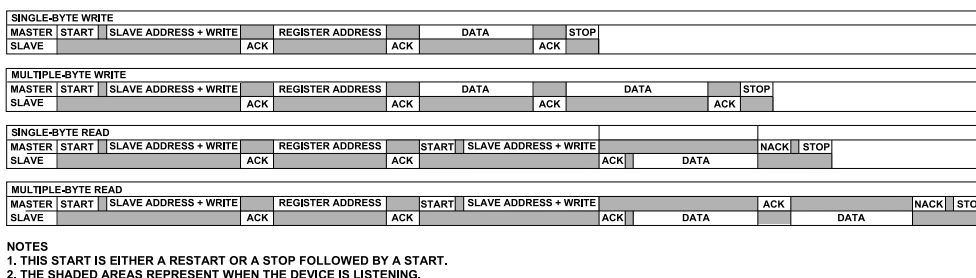 SINGLE-BYTE WRITE
MASTER START SLAVE ADDRESS + WRITE REGISTER ADDRESS DATA STOP
SLAVE ACK ACK ACK
MULTIPLE-BYTE WRITE
MASTER START SLAVE ADDRESS + WRITE REGISTER ADDRESS DATA DATA STOP
SLAVE ACK ACK ACK ACK
SINGLE-BYTE READ
MASTER START SLAVE ADDRESS + WRITE REGISTER ADDRESS START SLAVE ADDRESS + WRITE NACK STOP
SLAVE ACK ACK ACK DATA
MULTIPLE-BYTE READ
MASTER START SLAVE ADDRESS + WRITE REGISTER ADDRESS START SLAVE ADDRESS + WRITE ACK NACK STO
SLAVE ACK ACK ACK DATA DATA
NOTES
1. THIS START IS EITHER A RESTART OR A STOP FOLLOWED BY A START.
2. THE SHADED AREAS REPRESENT WHEN THE DEVICE IS LISTENING.